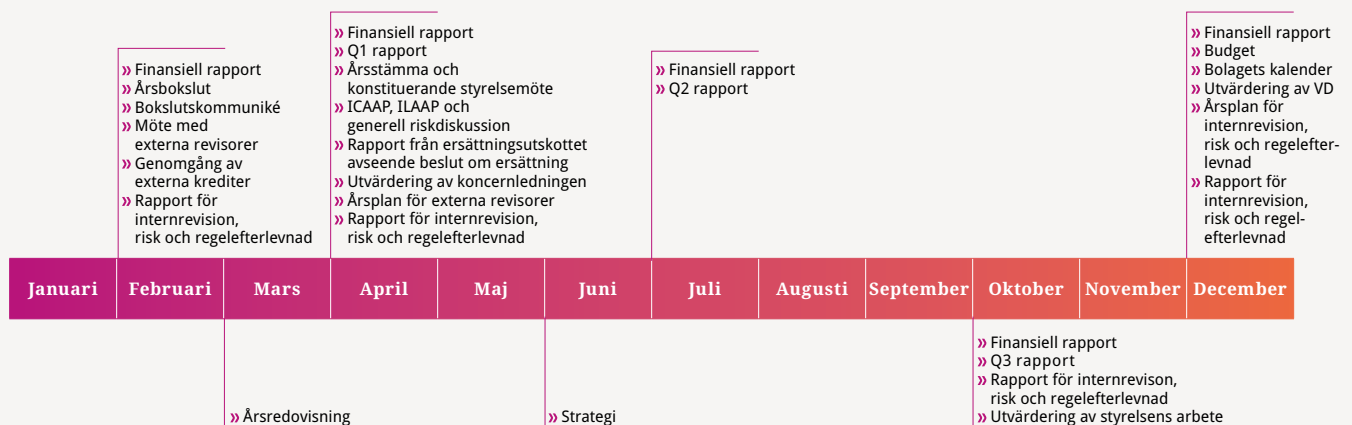 » Finansiell rapport
» Årsbokslut
» Bokslutskommuniké
» Möte med
externa revisorer
» Genomgång av
externa krediter
» Rapport för
internrevision,
risk och regelefterlevnad
» Finansiell rapport
» Q1 rapport
» Årsstämma och
konstituerande styrelsemöte
» ICAAP, ILAAP och
generell riskdiskussion
» Rapport från ersättningsutskottet
avseende beslut om ersättning
» Utvärdering av koncernledningen
» Årsplan för externa revisorer
» Rapport för internrevision,
risk och regelefterlevnad
» Finansiell rapport
» Q2 rapport
» Finansiell rapport
» Budget
» Bolagets kalender
» Utvärdering av VD
» Årsplan för
internrevision,
risk och regelefter-
levnad
» Rapport för
internrevision,
risk och regel-
efterlevnad
Januari Februari Mars April Maj Juni Juli Augusti September Oktober November December
» Årsredovisning
» Strategi
» Finansiell rapport
» Q3 rapport
» Rapport för internrevison,
risk och regelefterlevnad
» Utvärdering av styrelsens arbete